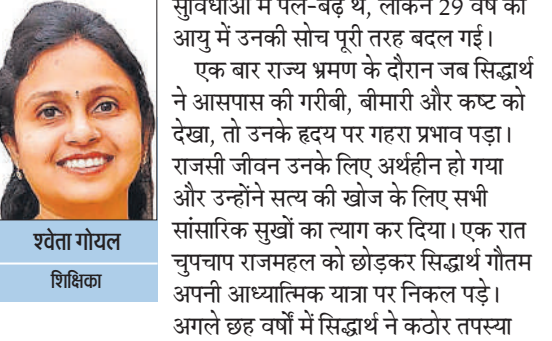 सुविधाओं में पले-बढ़े थे, लेकिन 29 वर्ष की
आयु में उनकी सोच पूरी तरह बदल गई।
एक बार राज्य भ्रमण के दौरान जब सिद्धार्थ
ने आसपास की गरीबी, बीमारी और कष्ट को
देखा, तो उनके हृदय पर गहरा प्रभाव पड़ा।
राजसी जीवन उनके लिए अर्थहीन हो गया
और उन्होंने सत्य की खोज के लिए सभी
सांसारिक सुखों का त्याग कर दिया। एक रात
चुपचाप राजमहल को छोड़कर सिद्धार्थ गौतम
अपनी आध्यात्मिक यात्रा पर निकल पड़े।
अगले छह वर्षों में सिद्धार्थ ने कठोर तपस्या
श्वेता गोयल
शिक्षिका